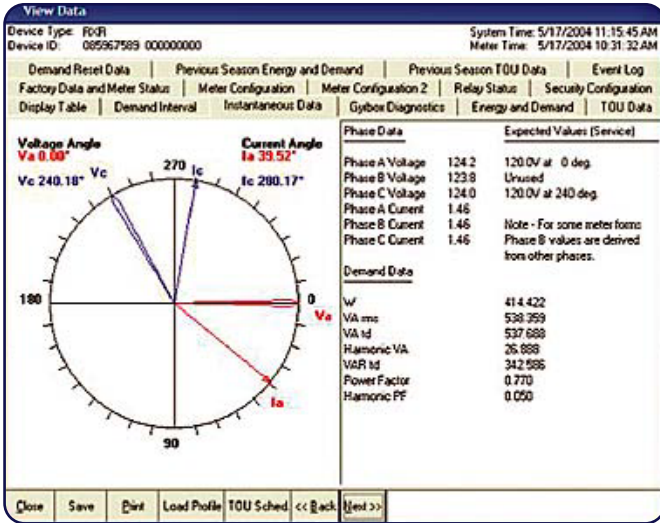 View Data
Device Type: RXR System Time: 5/17/2004 11:15:45 AM
Device ID: 085967589 000000000 Meter Time: 5/17/2004 10:31:32 AM
Demand Reset Data Previous Season Energy and Demand Previous Season TOU Data Event Log
Factory Data and Meter Status Meter Configuration Meter Configuration 2 Relay Status Security Configuration
Display Table Demand Interval Instantaneous Data Gyrbox Diagnostics Energy and Demand TOU Data
Voltage Angle Current Angle
Va 0.00° Ia 39.52°
Vc 240.18° Ic 280.17°
Vc 270 Ic
180 0
Va
Ia
90
Phase Data Expected Values (Service)
Phase A Voltage 124.2 120.0V at 0 deg.
Phase B Voltage 123.8 Unused
Phase C Voltage 124.0 120.0V at 240 deg.
Phase A Current 1.46
Phase B Current 1.46 Note - For some meter forms
Phase C Current 1.46 Phase B values are derived
from other phases.
Demand Data
W 414.422
VA rms 538.359
VA td 537.688
Harmonic VA 26.888
VAR td 342.586
Power Factor 0.770
Harmonic PF 0.050
Close Save Print Load Profile TOU Sched. << Back Next >>